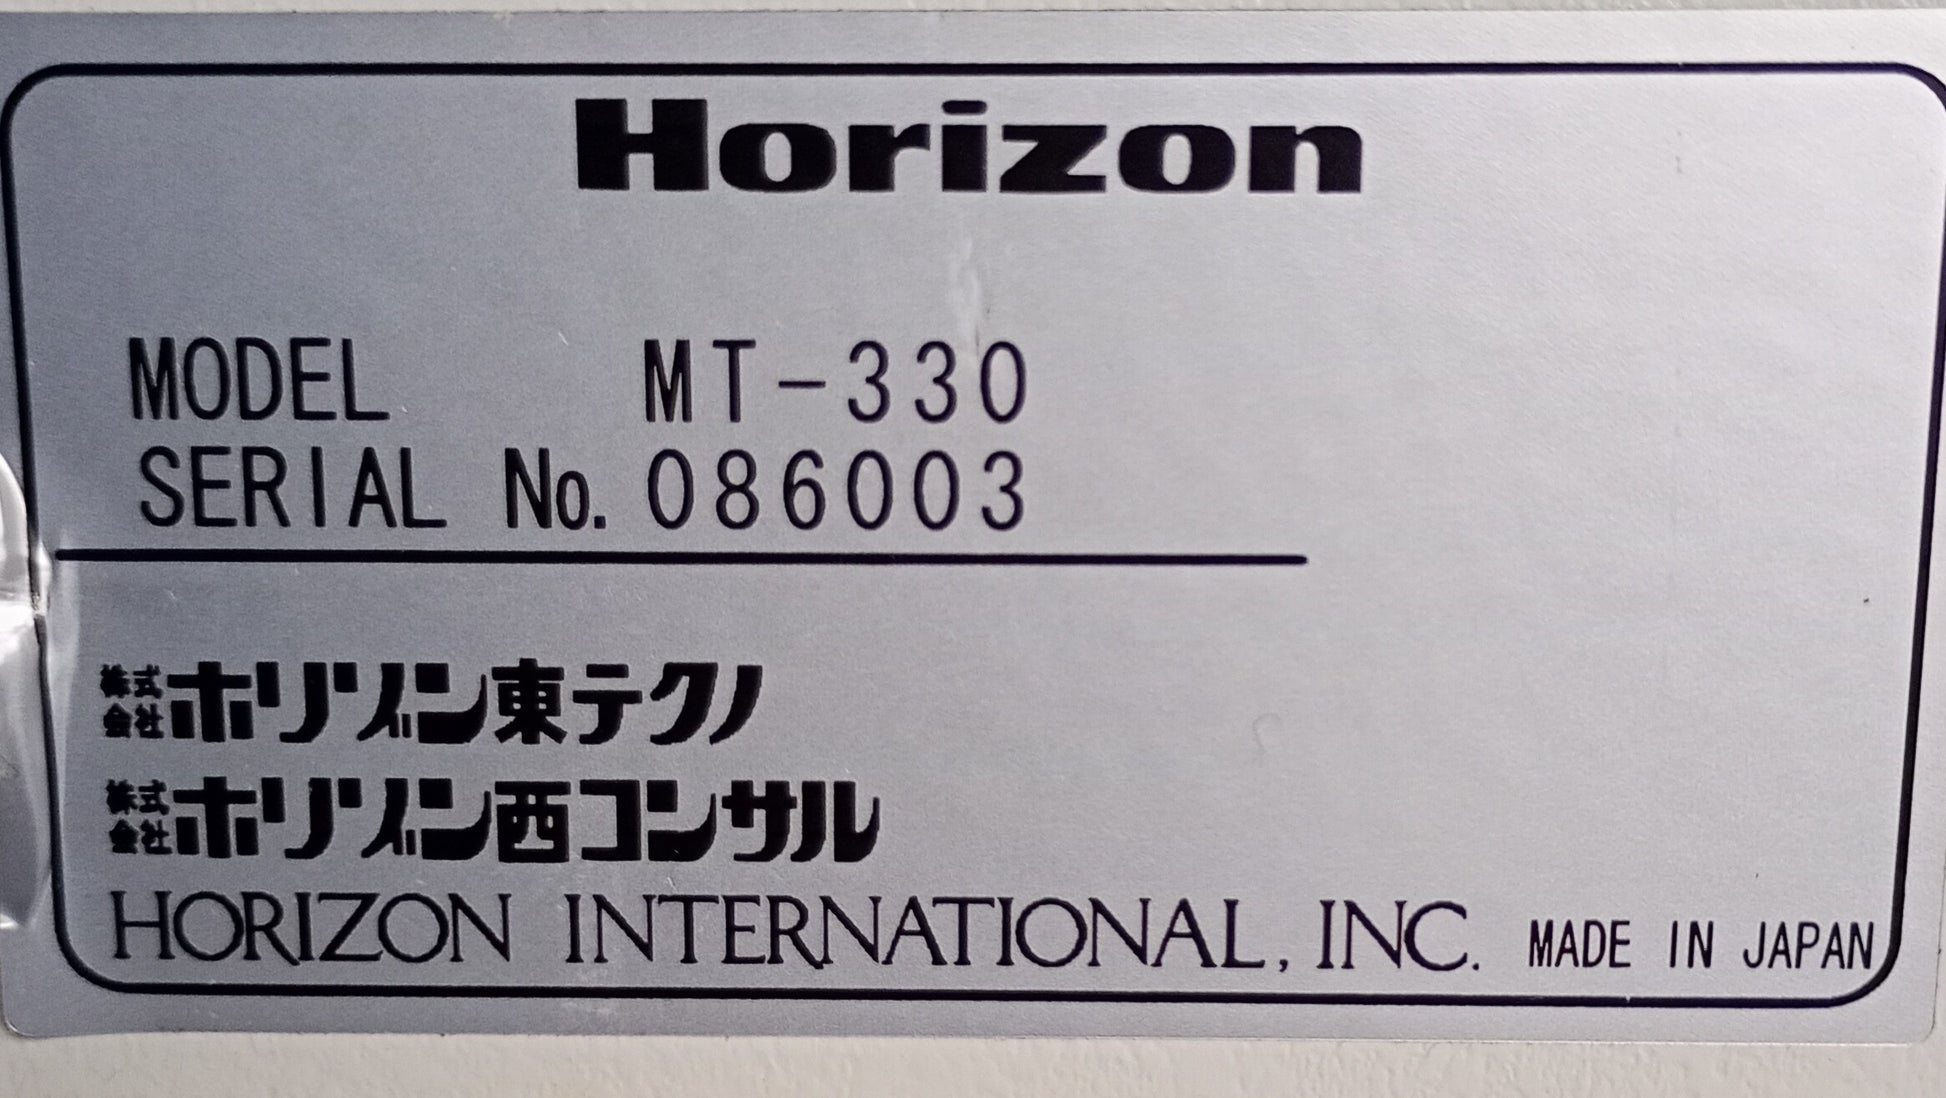 Horizon
MODEL MT-330
SERIAL No. 086003
株式会社ホリゾン東テクノ
株式会社ホリゾン西コンサル
HORIZON INTERNATIONAL, INC. MADE IN JAPAN